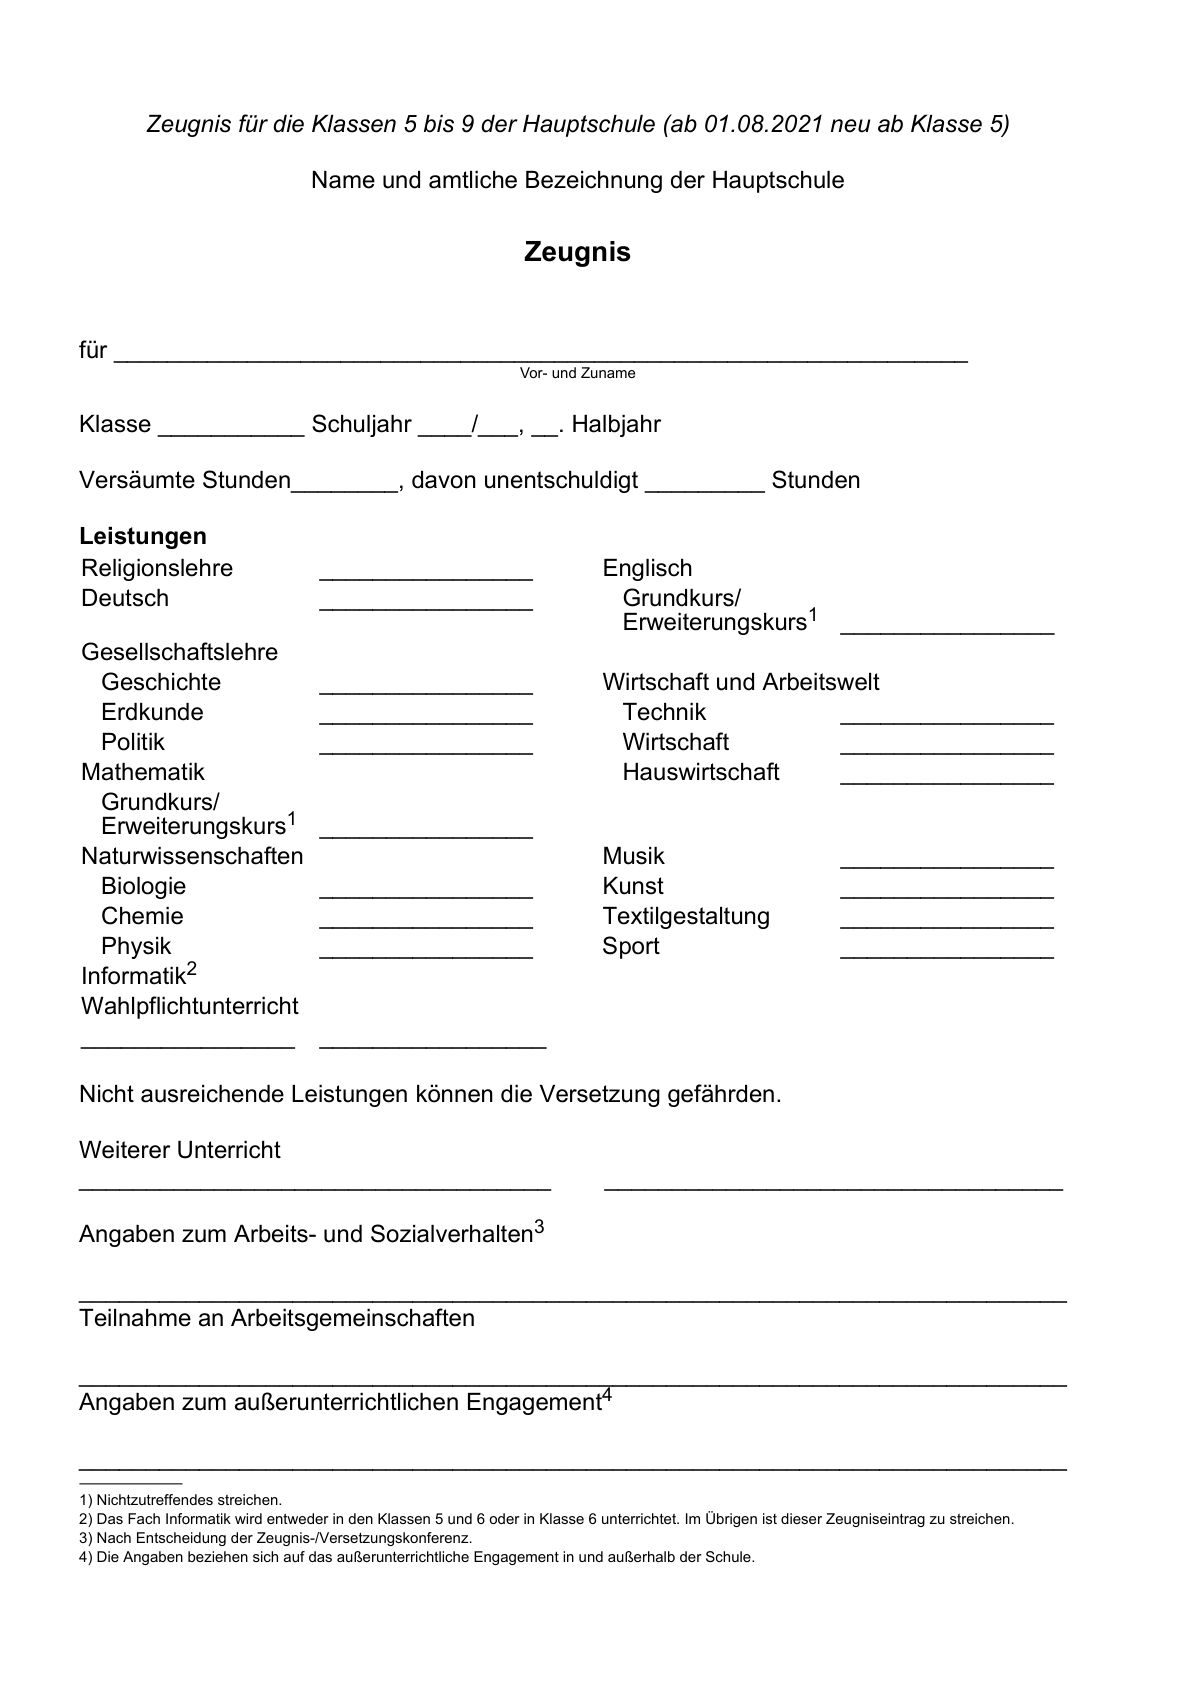 Zeugnis für die Klassen 5 bis 9 der Hauptschule (ab 01.08.2021 neu ab Klasse 5)
Name und amtliche Bezeichnung der Hauptschule
Zeugnis
für ________________________________________________________________
Vor- und Zuname
Klasse ___________ Schuljahr ____/___, __. Halbjahr
Versäumte Stunden________, davon unentschuldigt _________ Stunden
Leistungen
Religionslehre ________________
Deutsch ________________
Gesellschaftslehre
Geschichte ________________
Erdkunde ________________
Politik ________________
Mathematik
Grundkurs/
Erweiterungskurs1 ________________
Naturwissenschaften
Biologie ________________
Chemie ________________
Physik ________________
Informatik2
Wahlpflichtunterricht
________________ _________________
Englisch
Grundkurs/
Erweiterungskurs1 ________________
Wirtschaft und Arbeitswelt
Technik ________________
Wirtschaft ________________
Hauswirtschaft ________________
Musik ________________
Kunst ________________
Textilgestaltung ________________
Sport ________________
Nicht ausreichende Leistungen können die Versetzung gefährden.
Weiterer Unterricht
Angaben zum Arbeits- und Sozialverhalten3
Teilnahme an Arbeitsgemeinschaften
Angaben zum außerunterrichtlichen Engagement4
1) Nichtzutreffendes streichen.
2) Das Fach Informatik wird entweder in den Klassen 5 und 6 oder in Klasse 6 unterrichtet. Im Übrigen ist dieser Zeugniseintrag zu streichen.
3) Nach Entscheidung der Zeugnis-/Versetzungskonferenz.
4) Die Angaben beziehen sich auf das außerunterrichtliche Engagement in und außerhalb der Schule.